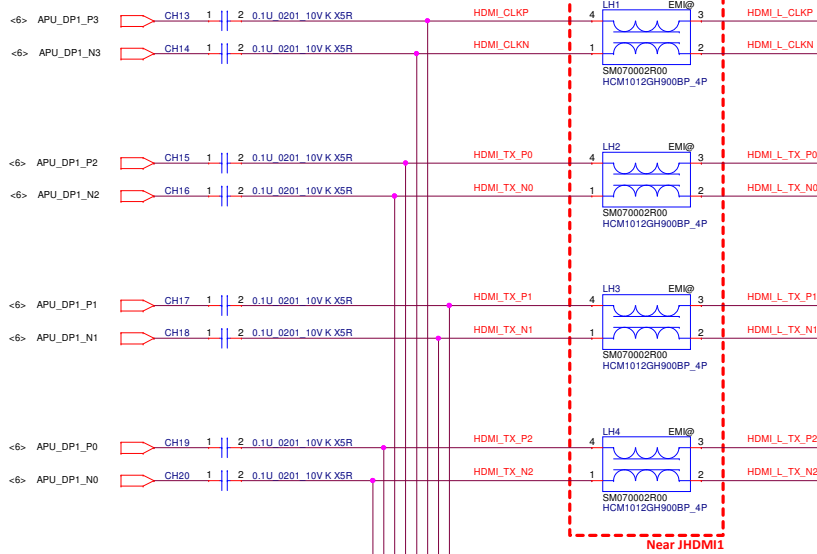 LH1 EMI@
<6> APU_DP1_P3 CH13 1 2 0.1U_0201_10V K X5R HDMI_CLKP 4 3 HDMI_L_CLKP
<6> APU_DP1_N3 CH14 1 2 0.1U_0201_10V K X5R HDMI_CLKN 1 2 HDMI_L_CLKN
SM070002R00
HCM1012GH900BP_4P
LH2 EMI@
<6> APU_DP1_P2 CH15 1 2 0.1U_0201_10V K X5R HDMI_TX_P0 4 3 HDMI_L_TX_P0
<6> APU_DP1_N2 CH16 1 2 0.1U_0201_10V K X5R HDMI_TX_N0 1 2 HDMI_L_TX_N0
SM070002R00
HCM1012GH900BP_4P
LH3 EMI@
<6> APU_DP1_P1 CH17 1 2 0.1U_0201_10V K X5R HDMI_TX_P1 4 3 HDMI_L_TX_P1
<6> APU_DP1_N1 CH18 1 2 0.1U_0201_10V K X5R HDMI_TX_N1 1 2 HDMI_L_TX_N1
SM070002R00
HCM1012GH900BP_4P
LH4 EMI@
<6> APU_DP1_P0 CH19 1 2 0.1U_0201_10V K X5R HDMI_TX_P2 4 3 HDMI_L_TX_P2
<6> APU_DP1_N0 CH20 1 2 0.1U_0201_10V K X5R HDMI_TX_N2 1 2 HDMI_L_TX_N2
SM070002R00
HCM1012GH900BP_4P
Near JHDMI1